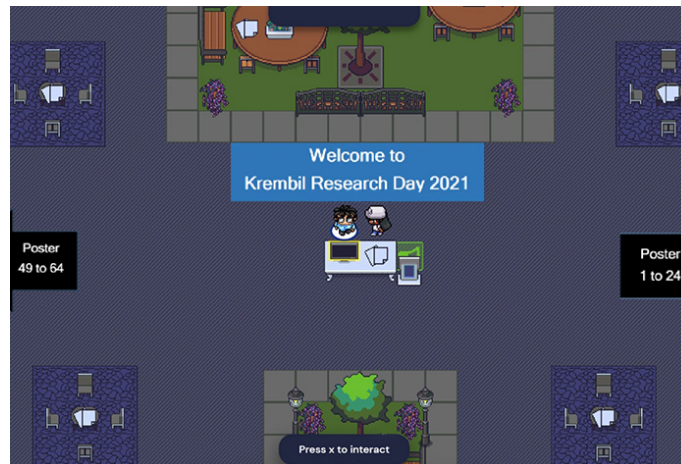 Welcome to
Krembil Research Day 2021
Poster
49 to 64
Poster
1 to 24
Press x to interact